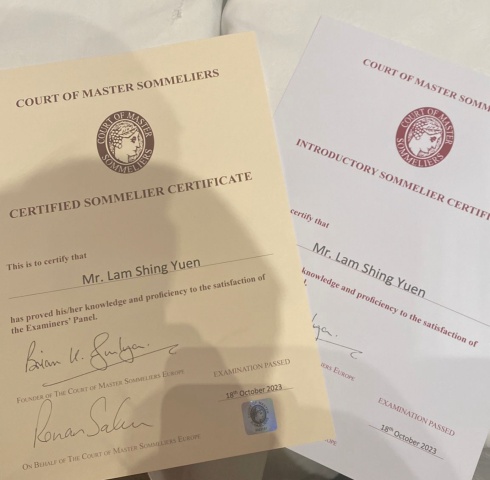 COURT OF MASTER SOMMELIERS
COURT OF MASTER
SOMMELIERS
CERTIFIED SOMMELIER CERTIFICATE
This is to certify that
Mr. Lam Shing Yuen
has proved his/her knowledge and proficiency to the satisfaction of
the Examiners' Panel.
FOUNDER OF THE COURT OF MASTER SOMMELIERS EUROPE
EXAMINATION PASSED
18th October 2023
ON BEHALF OF THE COURT OF MASTER SOMMELIERS EUROPE
COURT OF MASTER SOMM
COURT OF MASTER
SOMMELIERS
INTRODUCTORY SOMMELIER CERTIFI
certify that
Mr. Lam Shing Yuen
knowledge and proficiency to the satisfaction of
EUROPE
EXAMINATION PASSED
18th October 2023
EUROPE